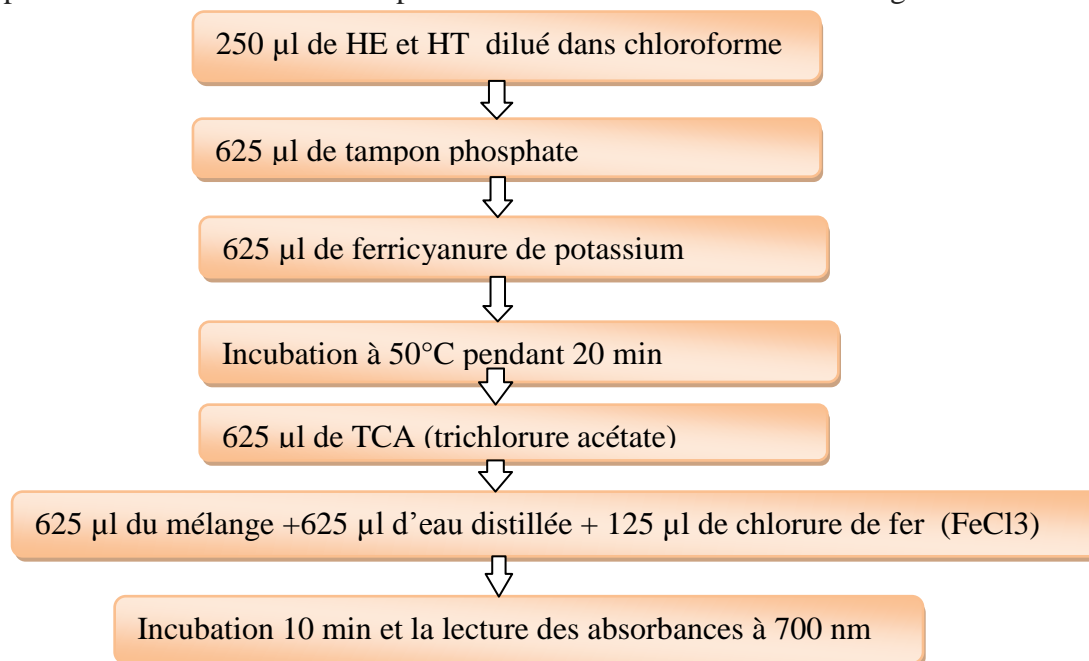 250 µl de HE et HT dilué dans chloroforme
625 µl de tampon phosphate
625 µl de ferricyanure de potassium
Incubation à 50°C pendant 20 min
625 µl de TCA (trichlorure acétate)
625 µl du mélange +625 µl d’eau distillée + 125 µl de chlorure de fer (FeCl3)
Incubation 10 min et la lecture des absorbances à 700 nm